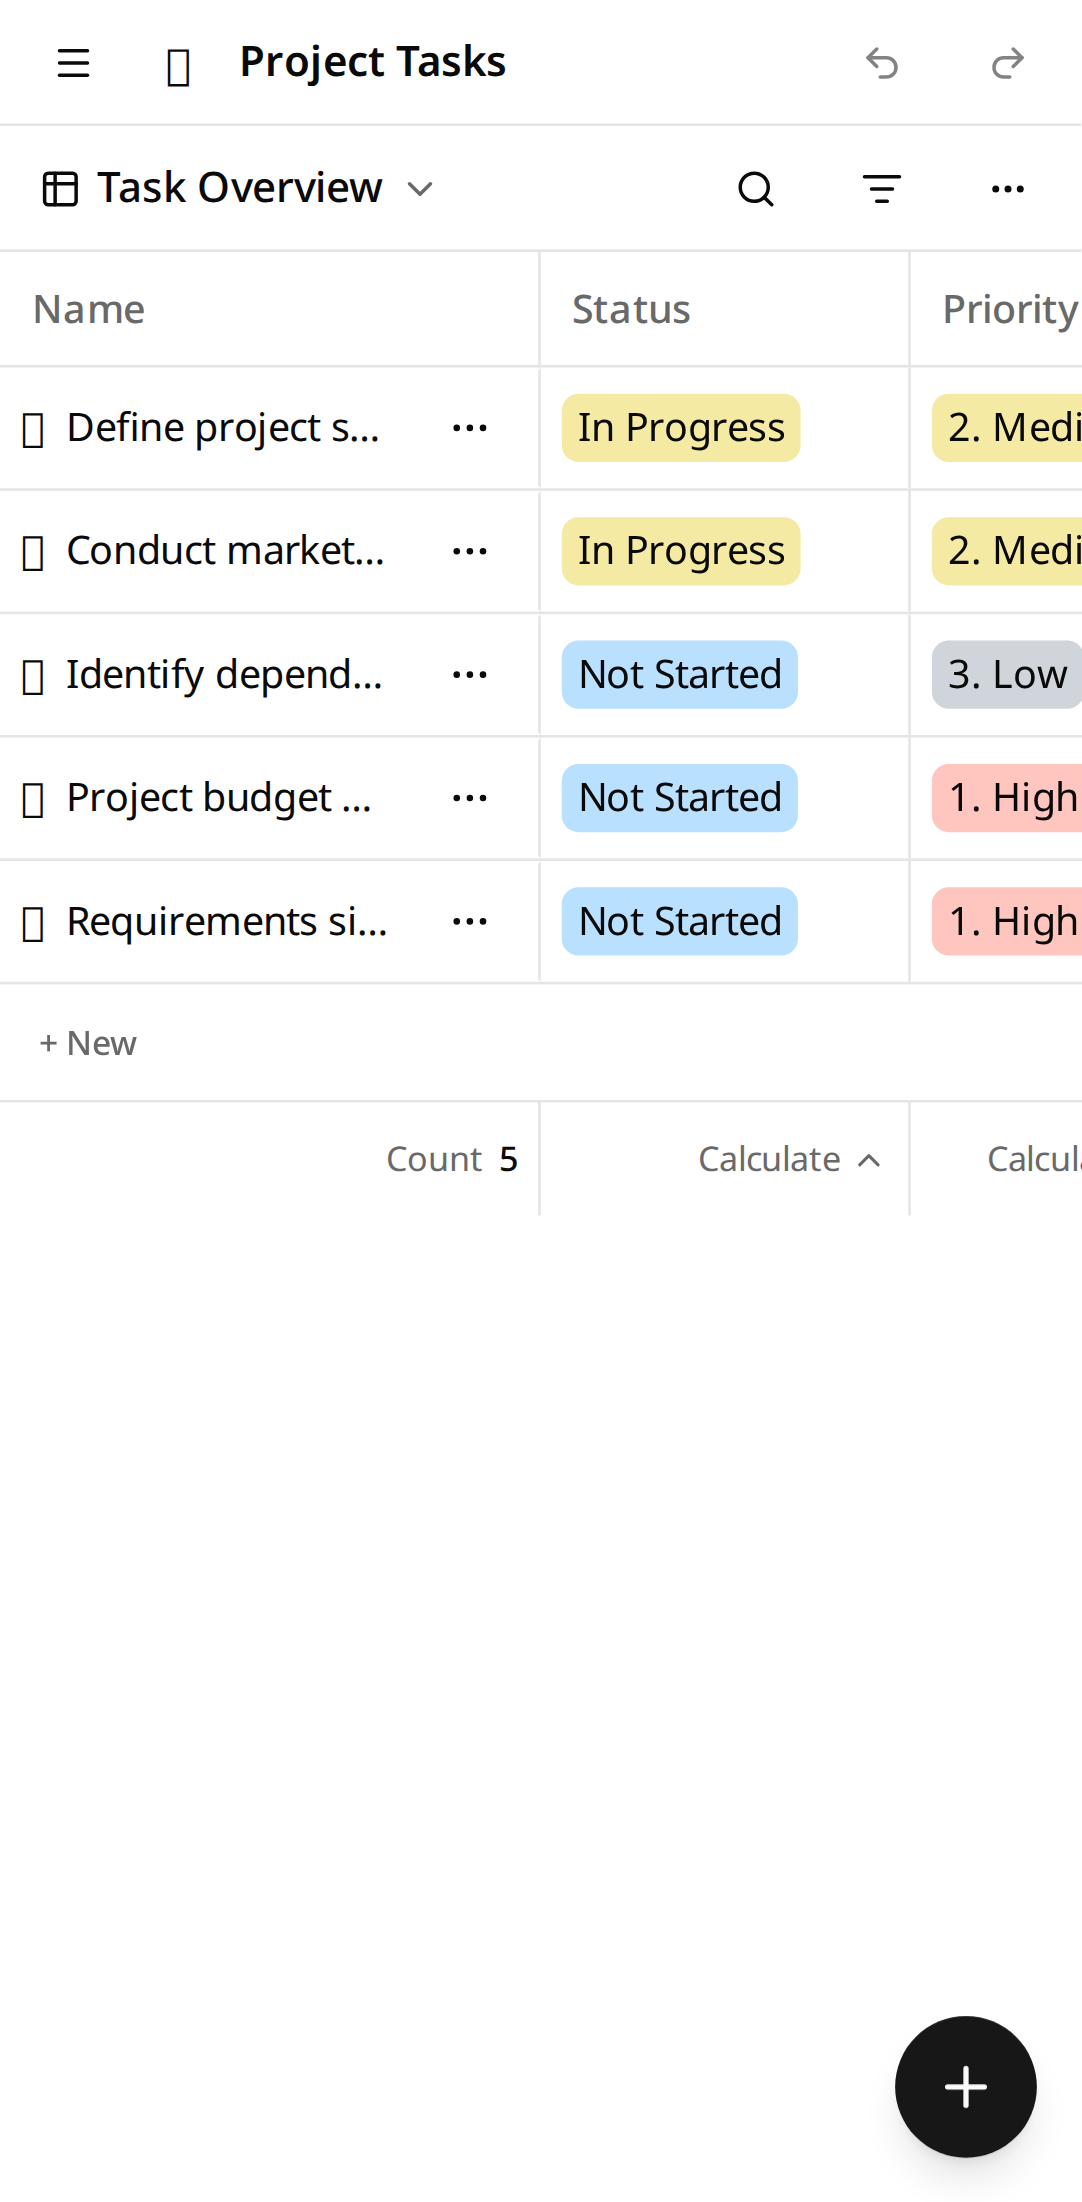 Project Tasks
Task Overview
Name Status Priority
Define project s... In Progress 2. Medi
Conduct market... In Progress 2. Medi
Identify depend... Not Started 3. Low
Project budget ... Not Started 1. High
Requirements si... Not Started 1. High
+ New
Count 5 Calculate Calcula